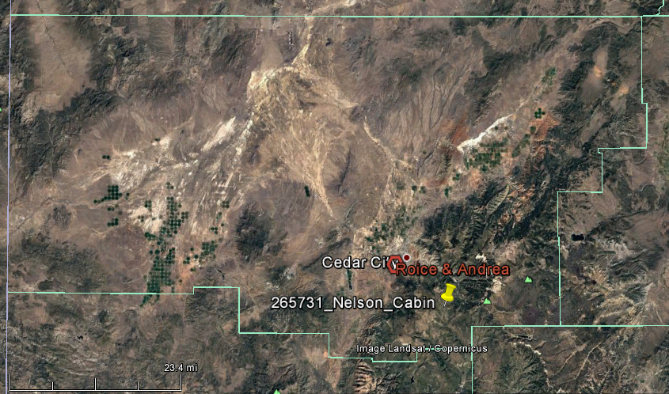 Cedar City
Roice & Andrea
265731_Nelson_Cabin
Image Landsat / Copernicus
23.4 mi